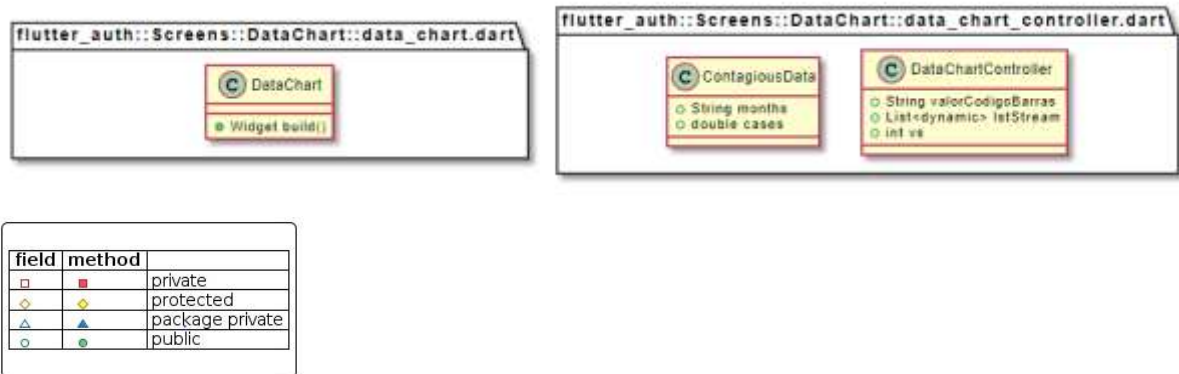 flutter_auth::Screens::DataChart::data_chart.dart
C DataChart
Widget build()
flutter_auth::Screens::DataChart::data_chart_controller.dart
C ContagiousData
String months
double cases
C DataChartController
String valorCodigoBarras
List<dynamic> lstStream
int vs
field method
private
protected
package private
public